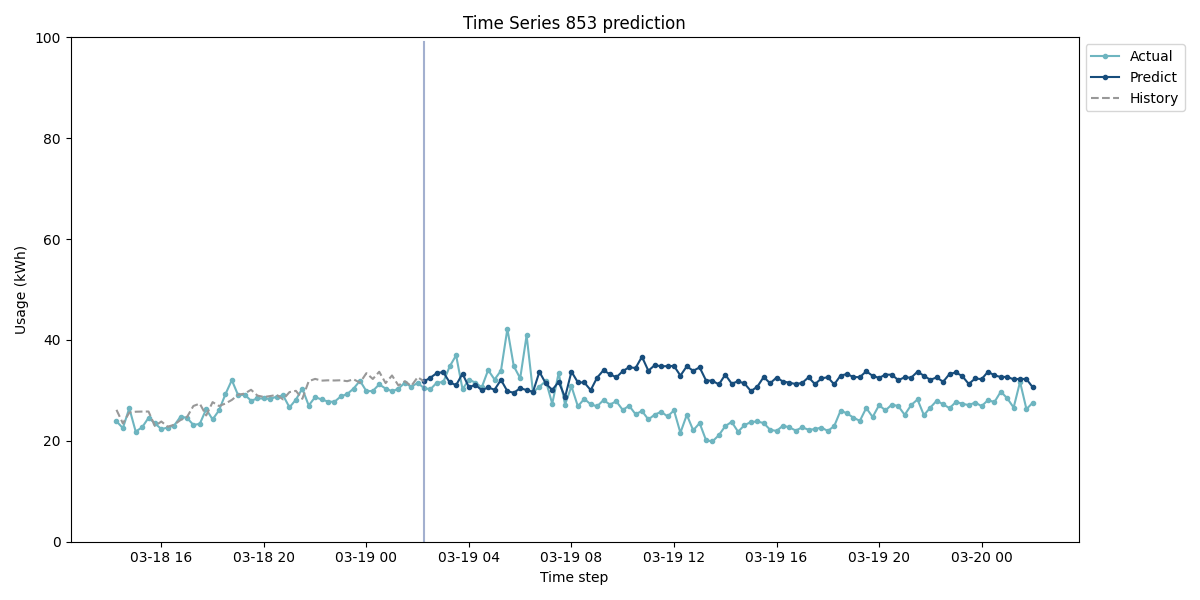 Time Series 853 prediction
Usage (kWh)
100
80
60
40
20
0
03-18 16
03-18 20
03-19 00
03-19 04
03-19 08
03-19 12
03-19 16
03-19 20
03-20 00
Time step
Actual
Predict
History